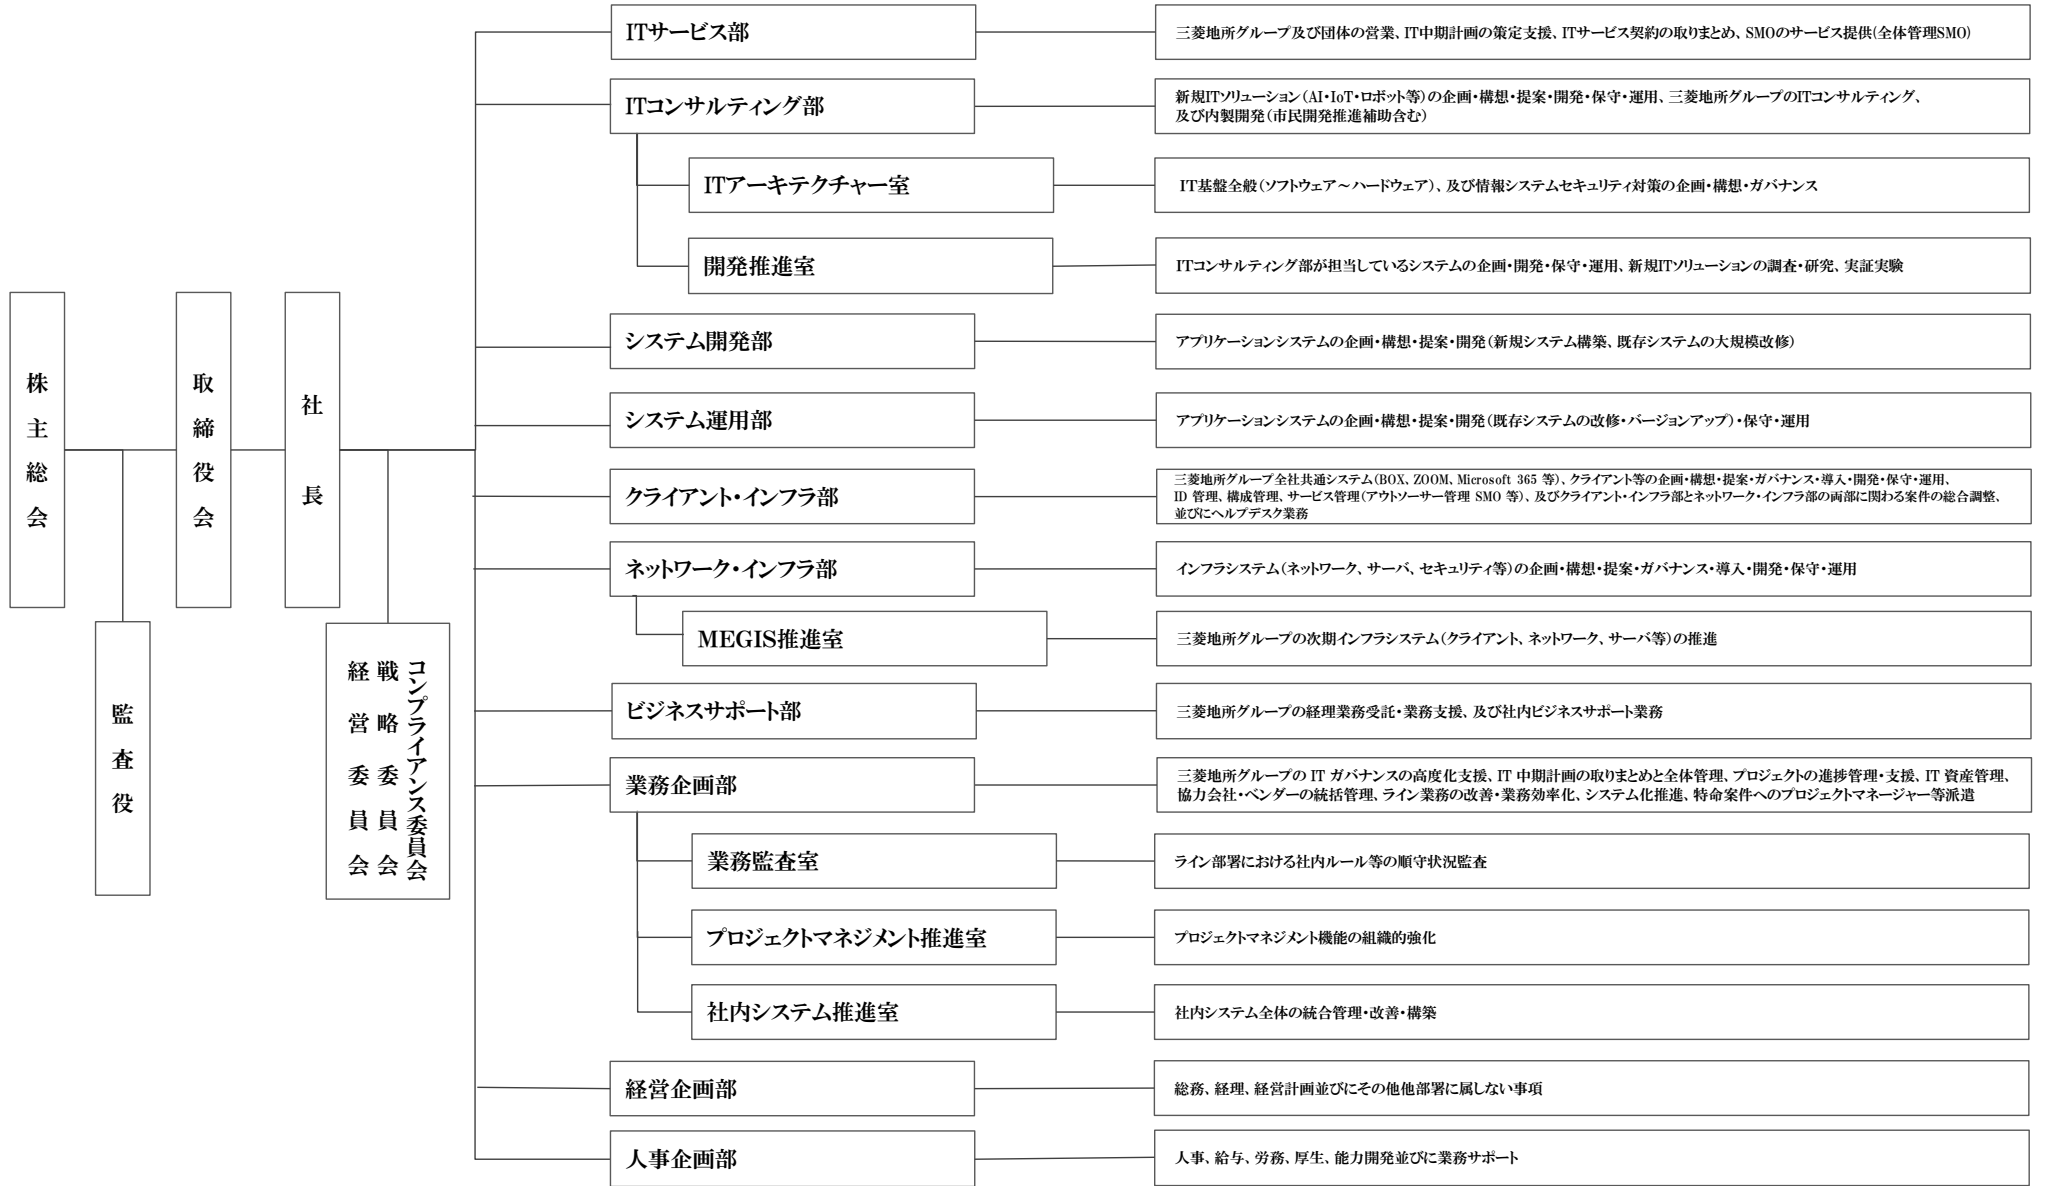 株主総会
監査役
取締役会
社長
経営委員会
戦略委員会
コンプライアンス委員会
ITサービス部
三菱地所グループ及び団体の営業、IT中期計画の策定支援、ITサービス契約の取りまとめ、SMOのサービス提供(全体管理SMO)
ITコンサルティング部
新規ITソリューション(AI・IoT・ロボット等)の企画・構想・提案・開発・保守・運用、三菱地所グループのITコンサルティング、
及び内製開発(市民開発推進補助含む)
ITアーキテクチャー室
IT基盤全般(ソフトウェア～ハードウェア)、及び情報システムセキュリティ対策の企画・構想・ガバナンス
開発推進室
ITコンサルティング部が担当しているシステムの企画・開発・保守・運用、新規ITソリューションの調査・研究、実証実験
システム開発部
アプリケーションシステムの企画・構想・提案・開発(新規システム構築、既存システムの大規模改修)
システム運用部
アプリケーションシステムの企画・構想・提案・開発(既存システムの改修・バージョンアップ)・保守・運用
クライアント・インフラ部
三菱地所グループ全社共通システム(BOX、ZOOM、Microsoft 365 等)、クライアント等の企画・構想・提案・ガバナンス・導入・開発・保守・運用、
ID 管理、構成管理、サービス管理(アウトソーサー管理 SMO 等)、及びクライアント・インフラ部とネットワーク・インフラ部の両部に関わる案件の総合調整、
並びにヘルプデスク業務
ネットワーク・インフラ部
インフラシステム(ネットワーク、サーバ、セキュリティ等)の企画・構想・提案・ガバナンス・導入・開発・保守・運用
MEGIS推進室
三菱地所グループの次期インフラシステム(クライアント、ネットワーク、サーバ等)の推進
ビジネスサポート部
三菱地所グループの経理業務受託・業務支援、及び社内ビジネスサポート業務
業務企画部
三菱地所グループの IT ガバナンスの高度化支援、IT 中期計画の取りまとめと全体管理、プロジェクトの進捗管理・支援、IT 資産管理、
協力会社・ベンダーの統括管理、ライン業務の改善・業務効率化、システム化推進、特命案件へのプロジェクトマネージャー等派遣
業務監査室
ライン部署における社内ルール等の順守状況監査
プロジェクトマネジメント推進室
プロジェクトマネジメント機能の組織的強化
社内システム推進室
社内システム全体の統合管理・改善・構築
経営企画部
総務、経理、経営計画並びにその他他部署に属しない事項
人事企画部
人事、給与、労務、厚生、能力開発並びに業務サポート